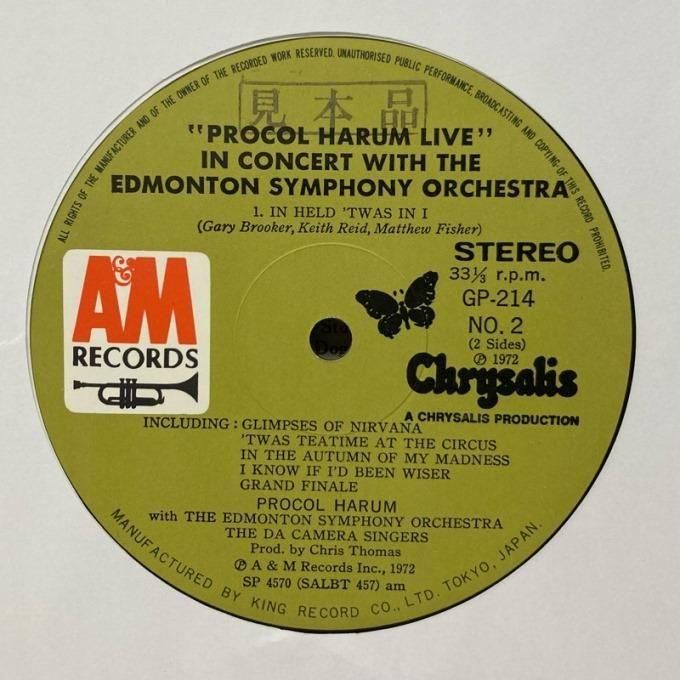 ALL RIGHTS OF THE MANUFACTURER AND OF THE OWNER OF THE RECORDED WORK RESERVED. UNAUTHORISED PUBLIC PERFORMANCE, BROADCASTING AND COPYING OF THIS RECORD PROHIBITED.
見本品
"PROCOL HARUM LIVE"
IN CONCERT WITH THE
EDMONTON SYMPHONY ORCHESTRA
1. IN HELD 'TWAS IN I
(Gary Brooker, Keith Reid, Matthew Fisher)
A&M
RECORDS
STEREO
33⅓ r.p.m.
GP-214
NO. 2
(2 Sides)
Ⓟ 1972
Chrysalis
A CHRYSALIS PRODUCTION
Dog
INCLUDING : GLIMPSES OF NIRVANA
'TWAS TEATIME AT THE CIRCUS
IN THE AUTUMN OF MY MADNESS
I KNOW IF I'D BEEN WISER
GRAND FINALE
PROCOL HARUM
with THE EDMONTON SYMPHONY ORCHESTRA
THE DA CAMERA SINGERS
Prod. by Chris Thomas
Ⓟ A & M Records Inc., 1972
SP 4570 (SALBT 457) am
MANUFACTURED BY KING RECORD CO., LTD. TOKYO, JAPAN.